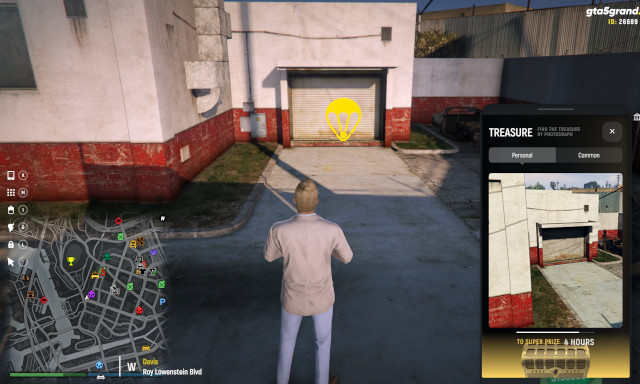 gta5grand.
ID: 26689
TREASURE
FIND THE TREASURE
BY PHOTOGRAPH
Personal
Common
TO SUPER PRIZE 4 HOURS
W
P
W
Davis
Roy Lowenstein Blvd